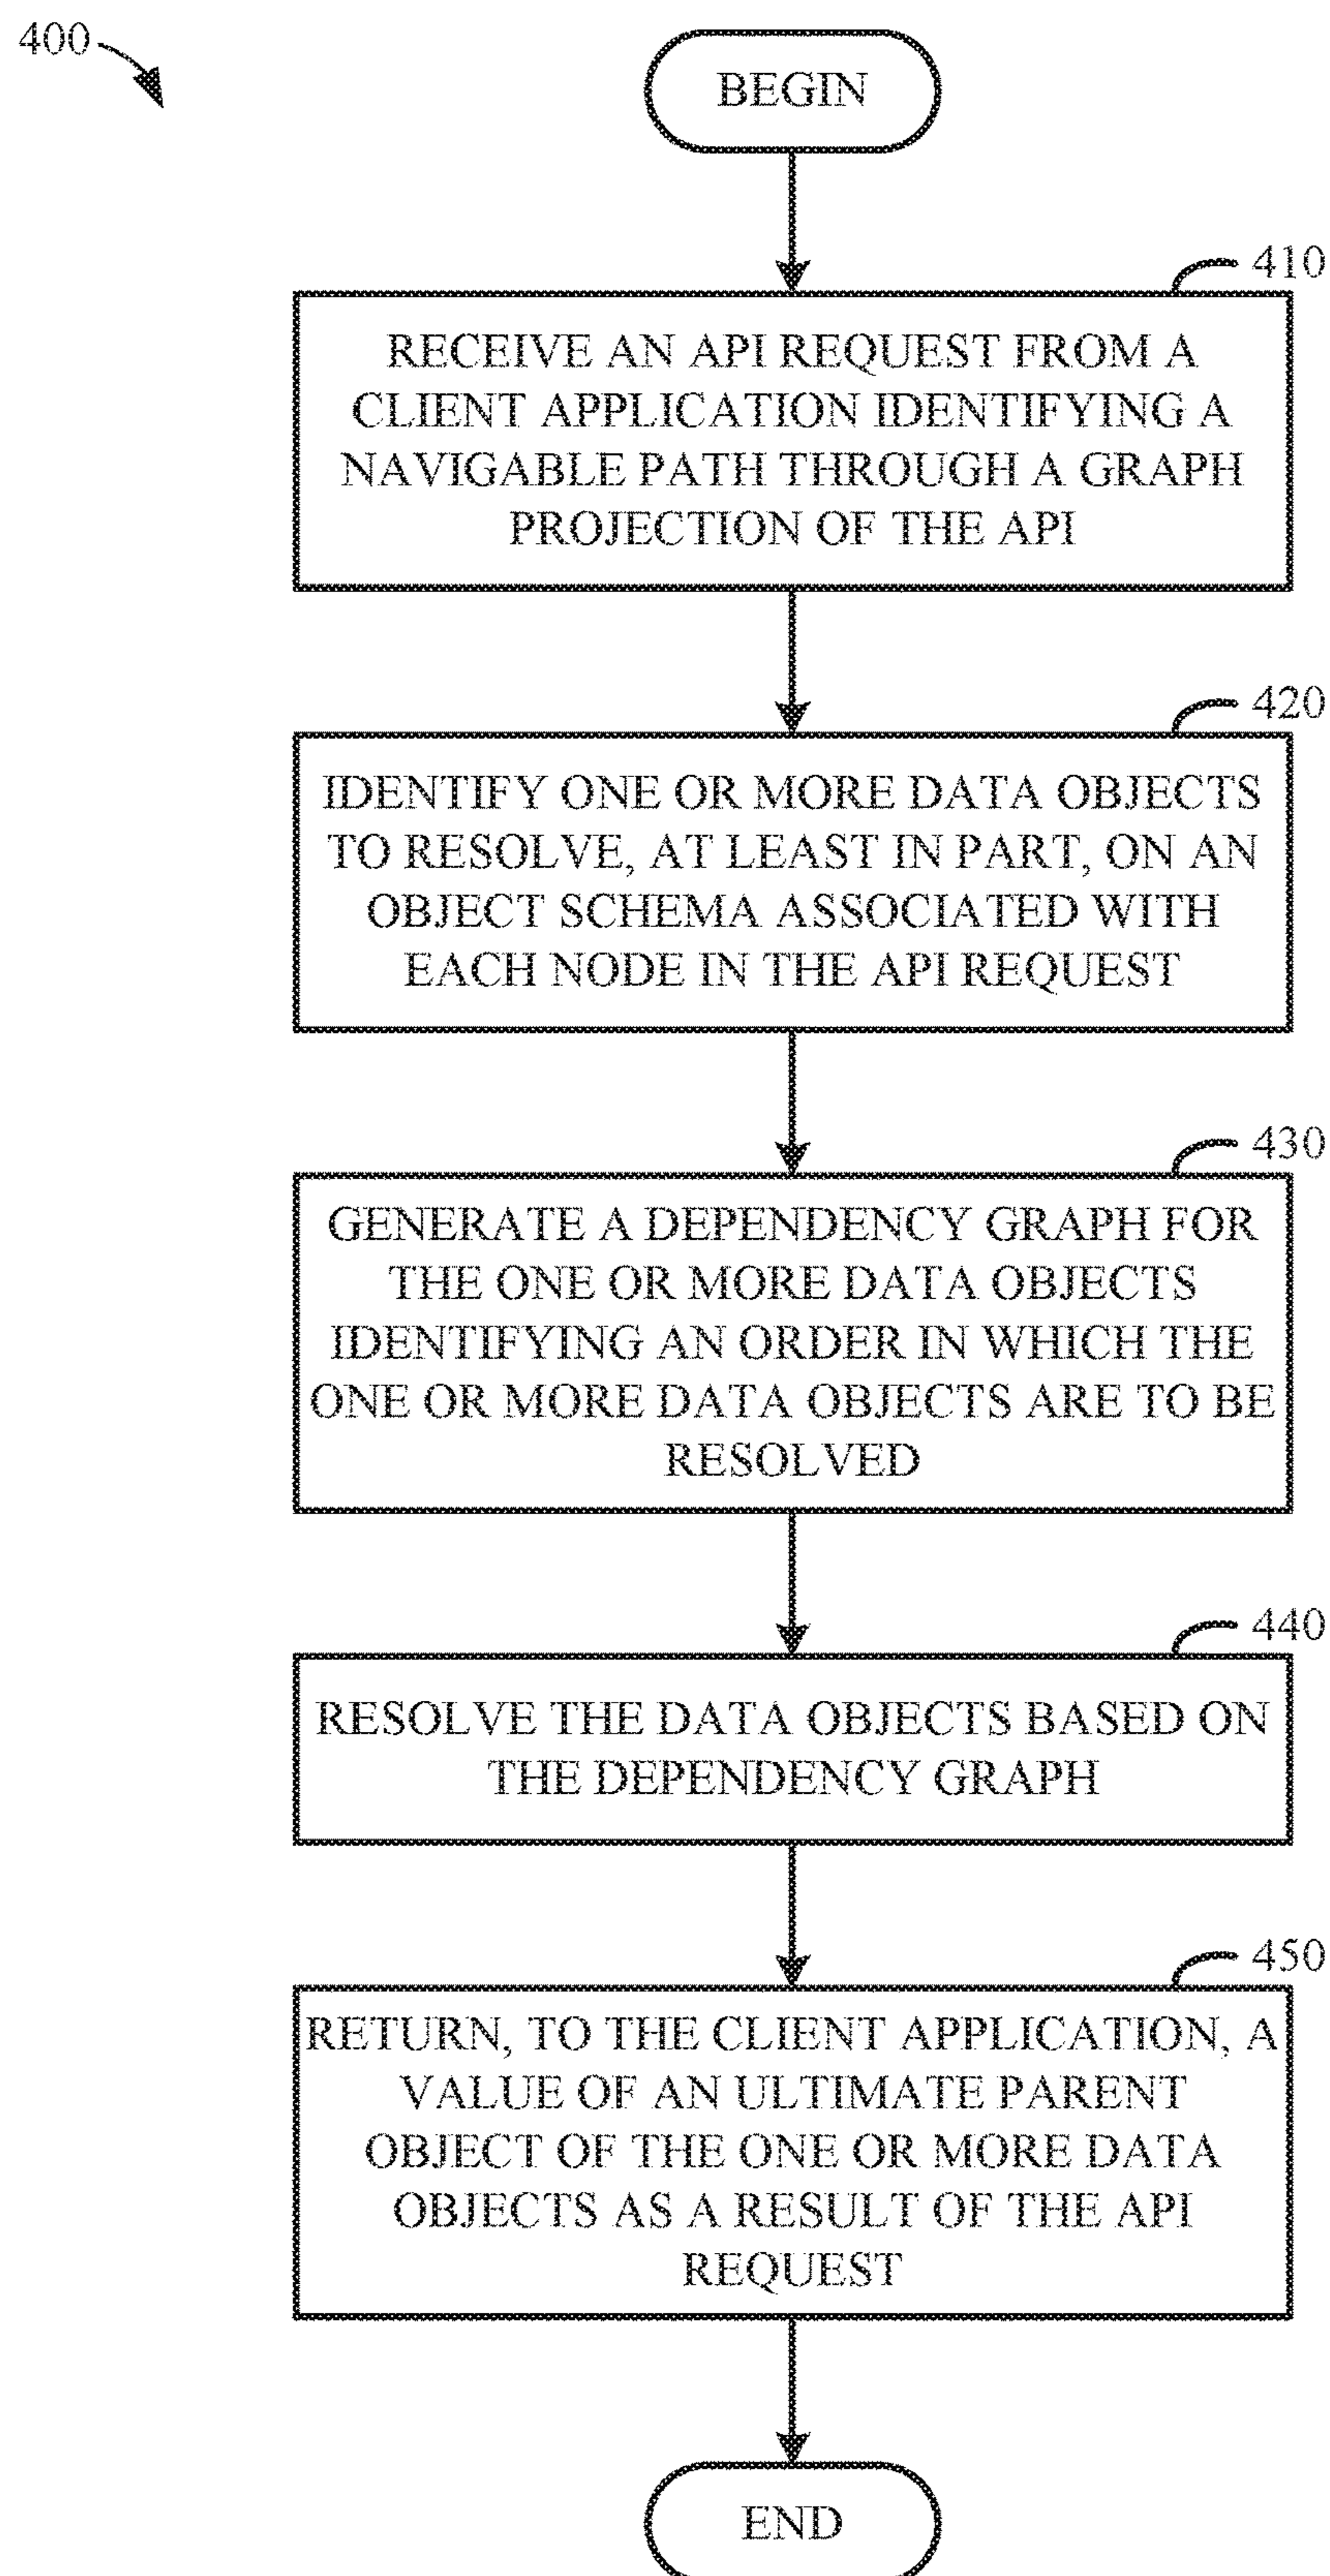 400
BEGIN
410
RECEIVE AN API REQUEST FROM A
CLIENT APPLICATION IDENTIFYING A
NAVIGABLE PATH THROUGH A GRAPH
PROJECTION OF THE API
420
IDENTIFY ONE OR MORE DATA OBJECTS
TO RESOLVE, AT LEAST IN PART, ON AN
OBJECT SCHEMA ASSOCIATED WITH
EACH NODE IN THE API REQUEST
430
GENERATE A DEPENDENCY GRAPH FOR
THE ONE OR MORE DATA OBJECTS
IDENTIFYING AN ORDER IN WHICH THE
ONE OR MORE DATA OBJECTS ARE TO BE
RESOLVED
440
RESOLVE THE DATA OBJECTS BASED ON
THE DEPENDENCY GRAPH
450
RETURN, TO THE CLIENT APPLICATION, A
VALUE OF AN ULTIMATE PARENT
OBJECT OF THE ONE OR MORE DATA
OBJECTS AS A RESULT OF THE API
REQUEST
END